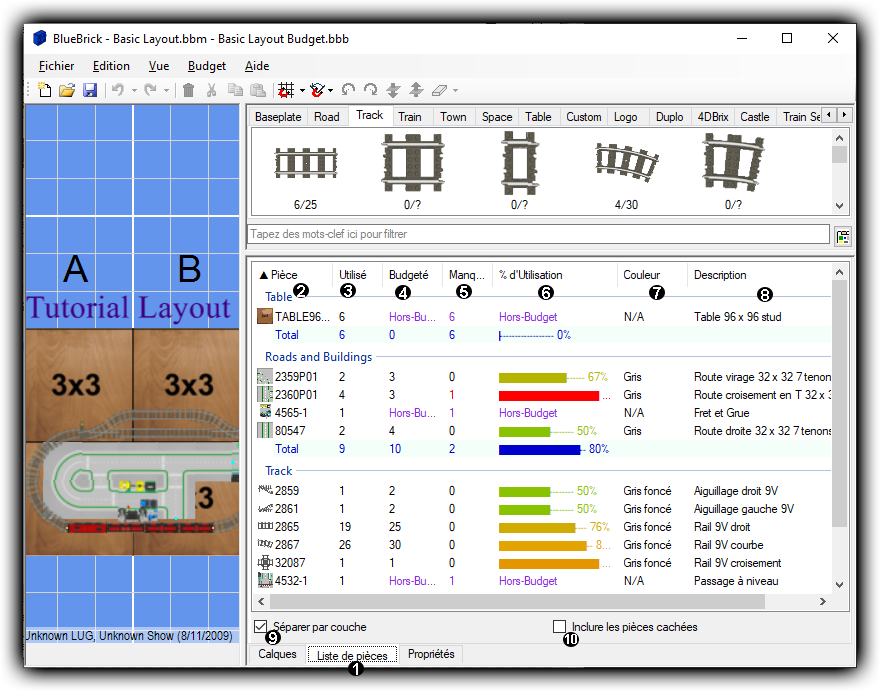 BlueBrick - Basic Layout.bbm - Basic Layout Budget.bbb
Fichier Edition Vue Budget Aide
Baseplate Road Track Train Town Space Table Custom Logo Duplo 4DBrix Castle Train Se
6/25 0/? 0/? 4/30 0/?
Tapez des mots-clef ici pour filtrer
A B
Tutorial Layout
3x3 3x3
x3
Unknown LUG, Unknown Show (8/11/2009)
▲ Pièce Utilisé Budgeté Manq... % d'Utilisation Couleur Description
2 3 4 5 6 7 8
Table
TABLE96... 6 Hors-Bu... 6 Hors-Budget N/A Table 96 x 96 stud
Total 6 0 6 0%
Roads and Buildings
2359P01 2 3 0 67% Gris Route virage 32 x 32 7 tenon
2360P01 4 3 1 ... Gris Route croisement en T 32 x 3
4565-1 1 Hors-Bu... 1 Hors-Budget N/A Fret et Grue
80547 2 4 0 50% Gris Route droite 32 x 32 7 tenons
Total 9 10 2 80%
Track
2859 1 2 0 50% Gris foncé Aiguillage droit 9V
2861 1 2 0 50% Gris foncé Aiguillage gauche 9V
2865 19 25 0 76% Gris foncé Rail 9V droit
2867 26 30 0 8... Gris foncé Rail 9V courbe
32087 1 1 0 ... Gris foncé Rail 9V croisement
4532-1 1 Hors-Bu... 1 Hors-Budget N/A Passage à niveau
Séparer par couche Inclure les pièces cachées
9 10
Calques Liste de pièces Propriétés
1